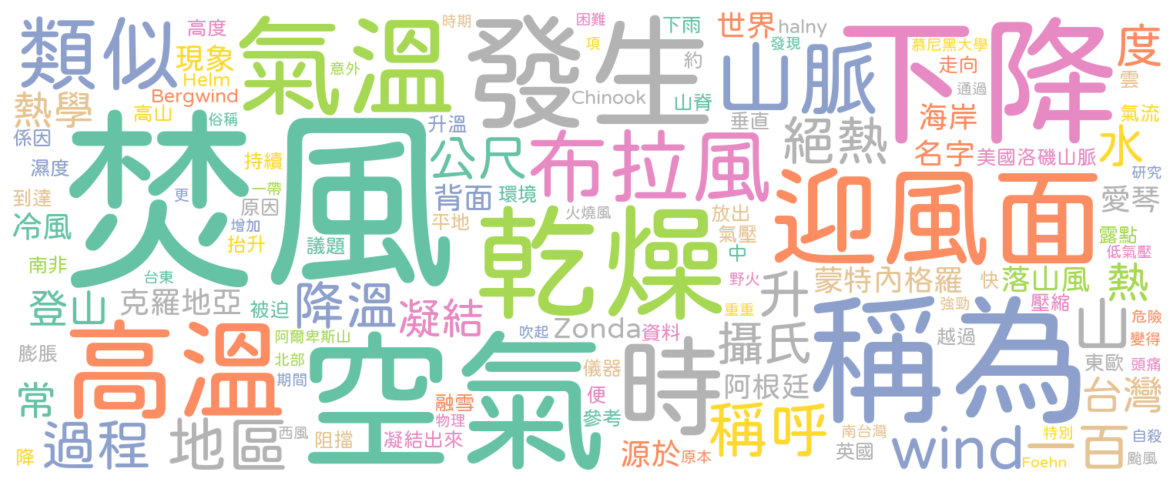 類似
高度
現象
Helm
Bergwind
熱學
高山
俗稱
氣溫
時期
意外
發生
困難
項
下雨
約
Chinook
山脊
世界
halny
山脈
垂直
發現
慕尼黑大學
走向
通過
下降
度
雲
氣流
海岸
絕熱
名字
美國洛磯山脈
水
研究
係因
濕度
到達
冷風
南非
焚風
持續
更
一帶
原因
增加
抬升
議題
台東
升溫
公尺
背面
環境
平地
火燒風
布拉風
放出
氣壓
中
野火
乾燥
迎風面
愛琴
露點
低氣壓
登山
克羅地亞
被迫
降溫
凝結
阿爾卑斯山
北部
期間
吹起
Zonda
資料
重重
升
蒙特內格羅
快
落山風
熱
強勁
壓縮
危險
變得
頭痛
膨脹
高溫
常
空氣
儀器
便
參考
時
攝氏
阿根廷
越過
稱為
山
東歐
台灣
過程
降
地區
西風
阻擋
融雪
物理
凝結出來
源於
原本
稱呼
南台灣
英國
wind
Foehn
特別
一百
自殺
颱風